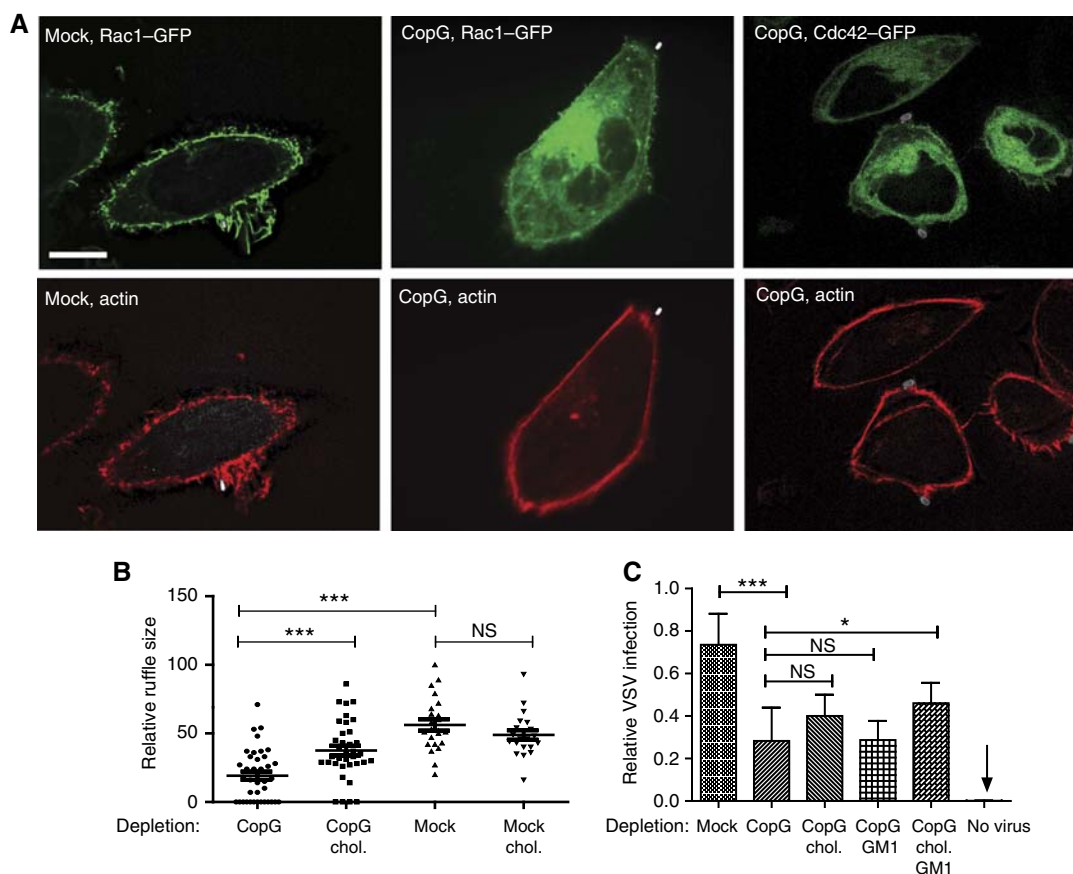 A
Mock, Rac1–GFP
CopG, Rac1–GFP
CopG, Cdc42–GFP
Mock, actin
CopG, actin
CopG, actin
B
Relative ruffle size
150
100
50
0
***
***
NS
Depletion:
CopG
CopG chol.
Mock
Mock chol.
C
Relative VSV infection
1.0
0.8
0.6
0.4
0.2
0.0
***
*
NS
NS
Depletion:
Mock
CopG
CopG chol.
CopG GM1
CopG chol. GM1
No virus